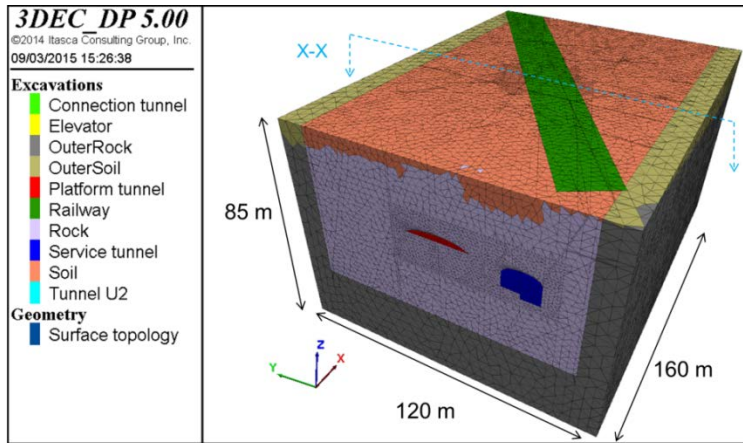 3DEC_DP 5.00
©2014 Itasca Consulting Group, Inc.
09/03/2015 15:26:38
Excavations
Connection tunnel
Elevator
OuterRock
OuterSoil
Platform tunnel
Railway
Rock
Service tunnel
Soil
Tunnel U2
Geometry
Surface topology
X-X
85 m
Z
X
Y
120 m
160 m